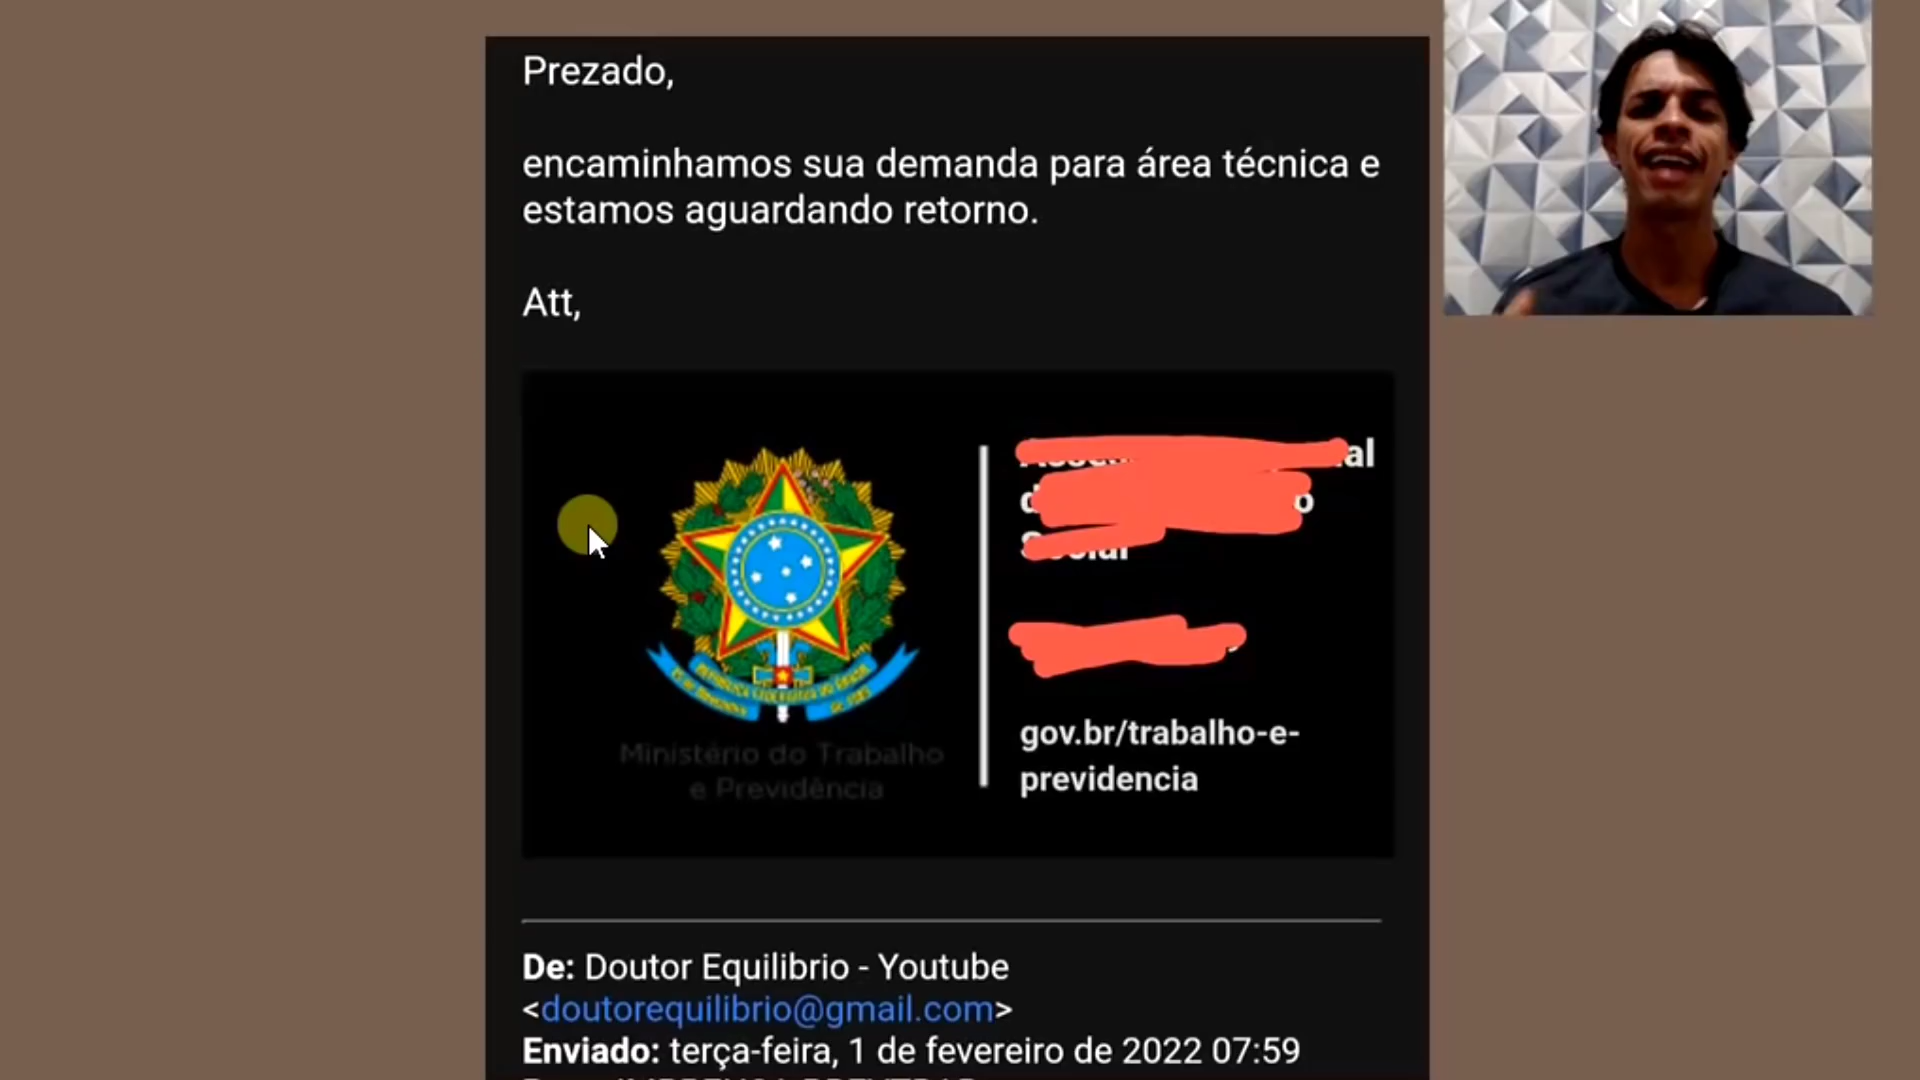 Prezado,
encaminhamos sua demanda para área técnica e
estamos aguardando retorno.
Att,
Ministério do Trabalho
e Previdência
gov.br/trabalho-e-
previdencia
De: Doutor Equilibrio - Youtube
<doutorequilibrio@gmail.com>
Enviado: terça-feira, 1 de fevereiro de 2022 07:59